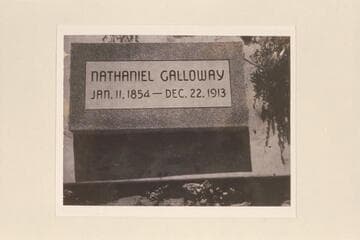 NATHANIEL GALLOWAY
JAN. 11, 1854 — DEC. 22, 1913